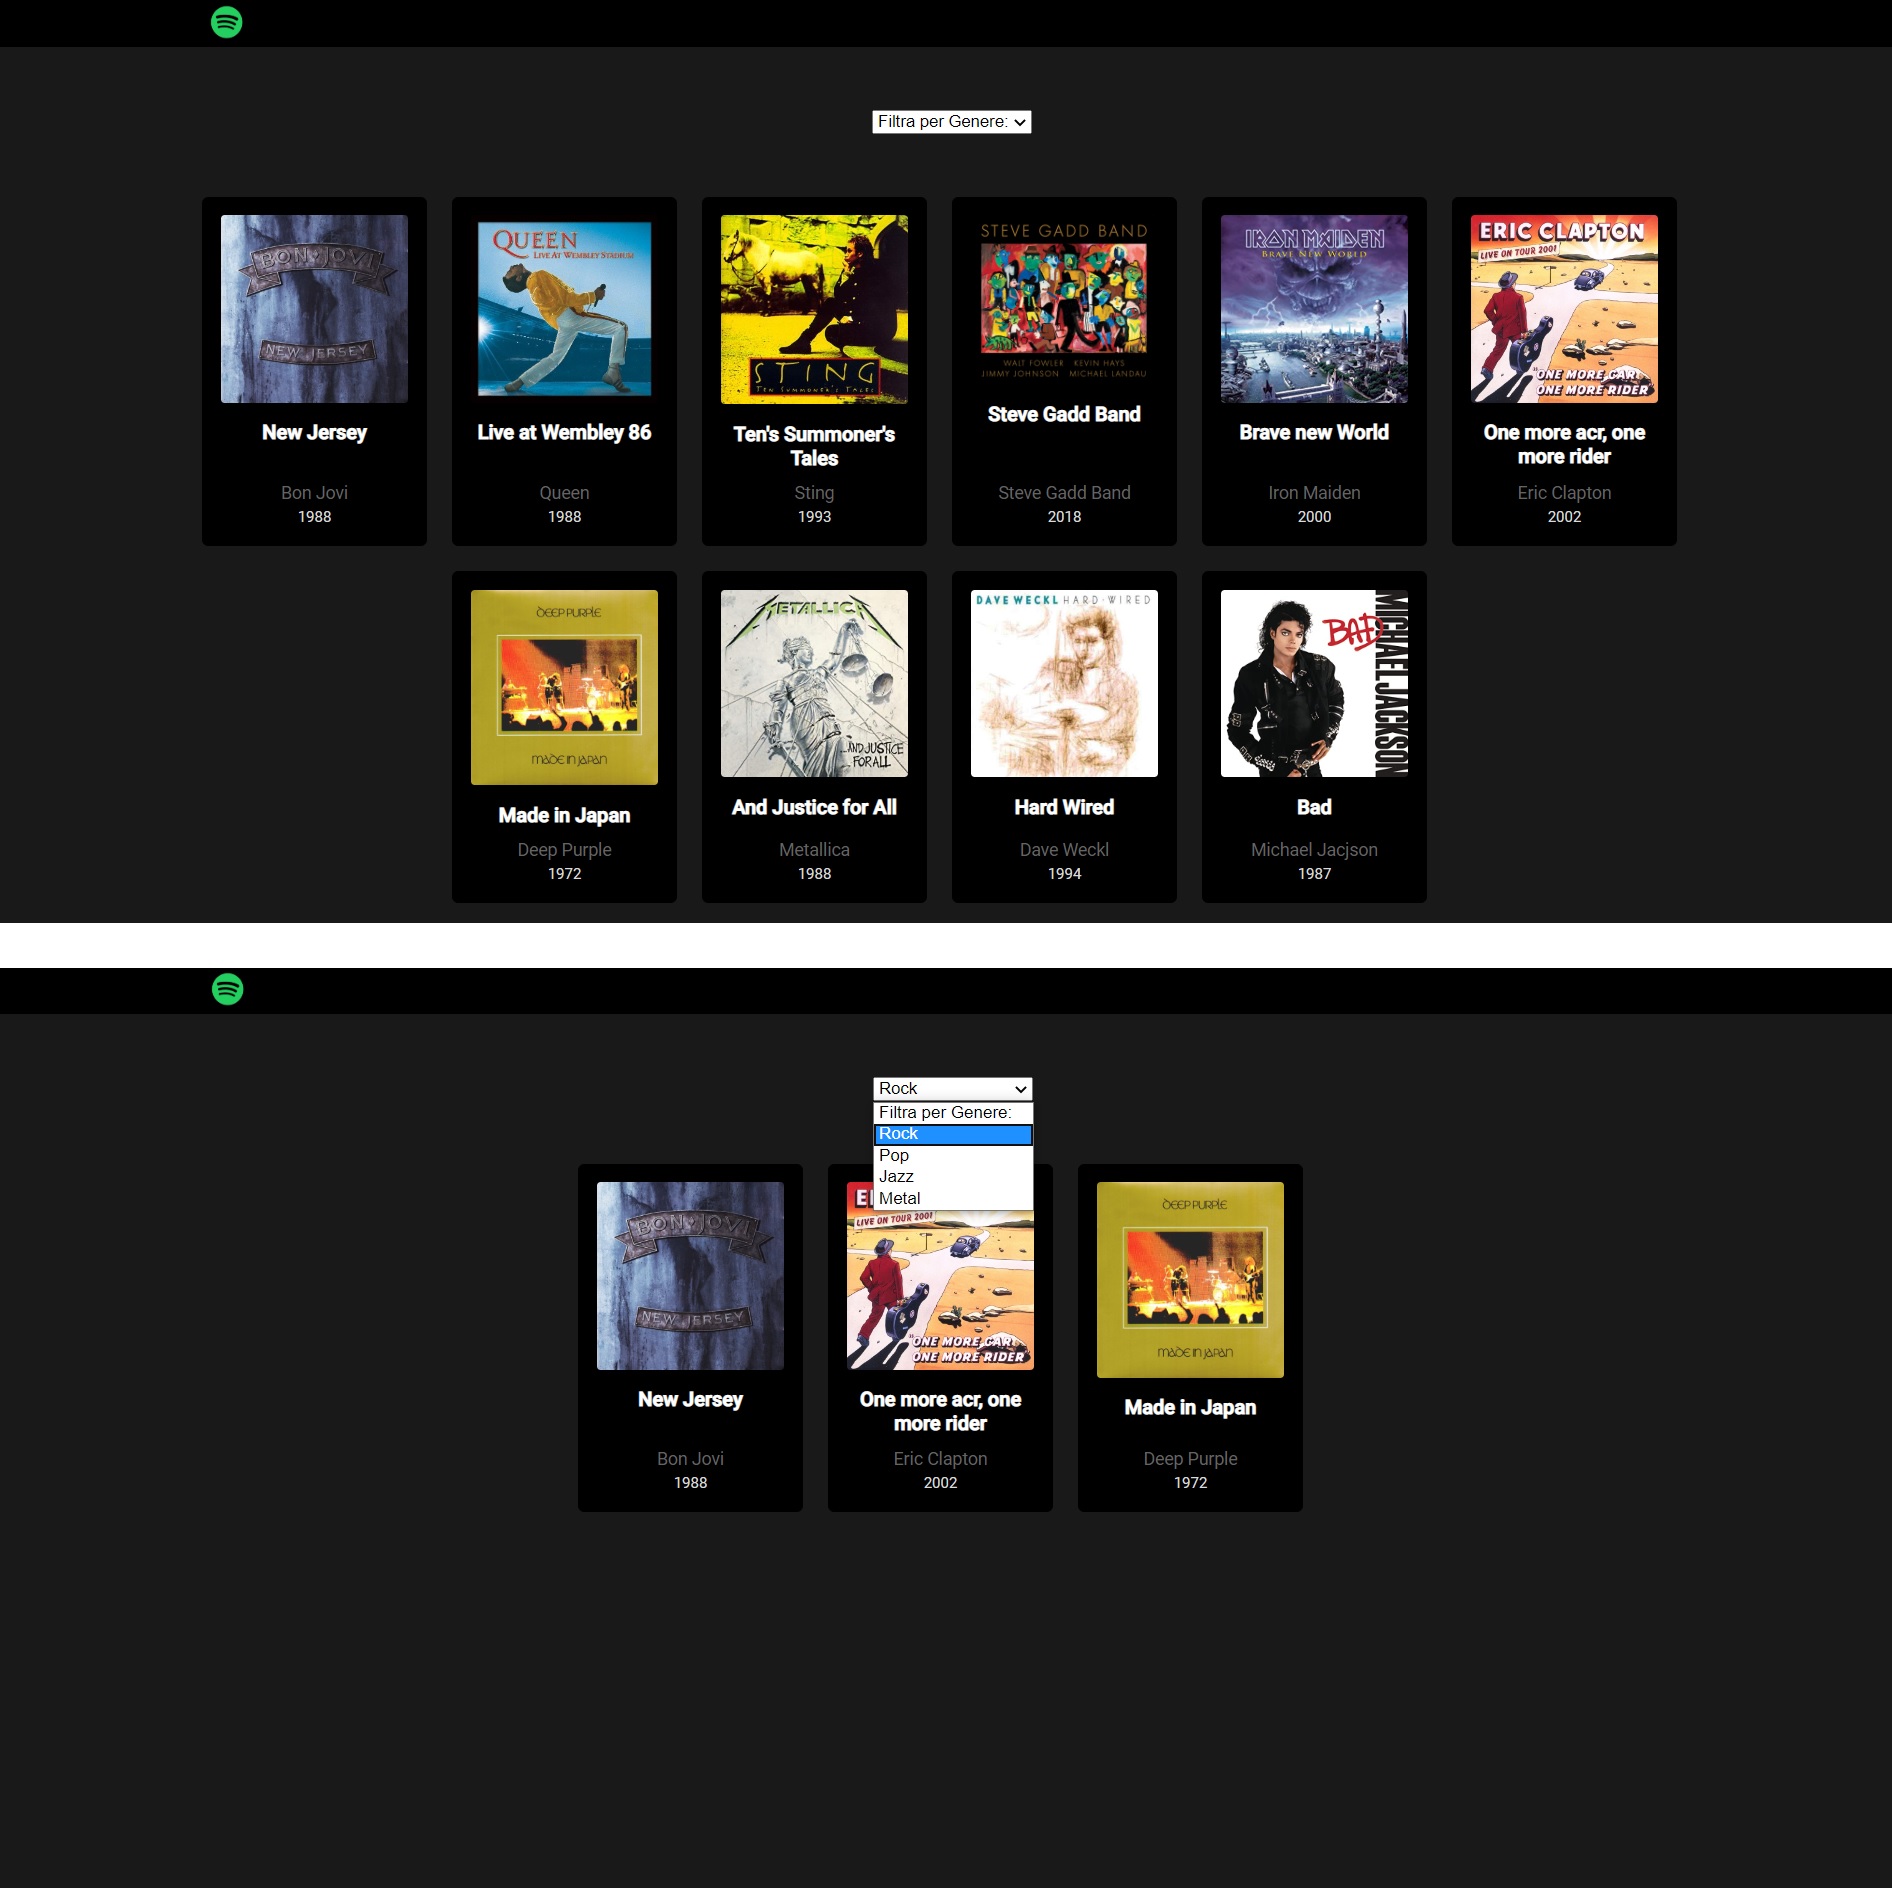 Filtra per Genere:
BON JOVI
NEW JERSEY
New Jersey
Bon Jovi
1988
QUEEN
LIVE AT WEMBLEY STADIUM
Live at Wembley 86
Queen
1988
STING
TEN SUMMONER'S TALES
Ten's Summoner's
Tales
Sting
1993
STEVE GADD BAND
WALT FOWLER KEVIN HAYS
JIMMY JOHNSON MICHAEL LANDAU
Steve Gadd Band
Steve Gadd Band
2018
IRON MAIDEN
BRAVE NEW WORLD
Brave new World
Iron Maiden
2000
ERIC CLAPTON
LIVE ON TOUR 2001
"ONE MORE CAR
ONE MORE RIDER
One more acr, one
more rider
Eric Clapton
2002
DEEP PURPLE
MADE IN JAPAN
Made in Japan
Deep Purple
1972
METALLICA
...AND JUSTICE
FOR ALL
And Justice for All
Metallica
1988
DAVE WECKL HARD-WIRED
Hard Wired
Dave Weckl
1994
BAD
MICHAEL JACKSON
Bad
Michael Jacjson
1987
Rock
Filtra per Genere:
Rock
Pop
Jazz
Metal
BON JOVI
NEW JERSEY
New Jersey
Bon Jovi
1988
LIVE ON TOUR 2001
"ONE MORE CAR
ONE MORE RIDER
One more acr, one
more rider
Eric Clapton
2002
DEEP PURPLE
MADE IN JAPAN
Made in Japan
Deep Purple
1972